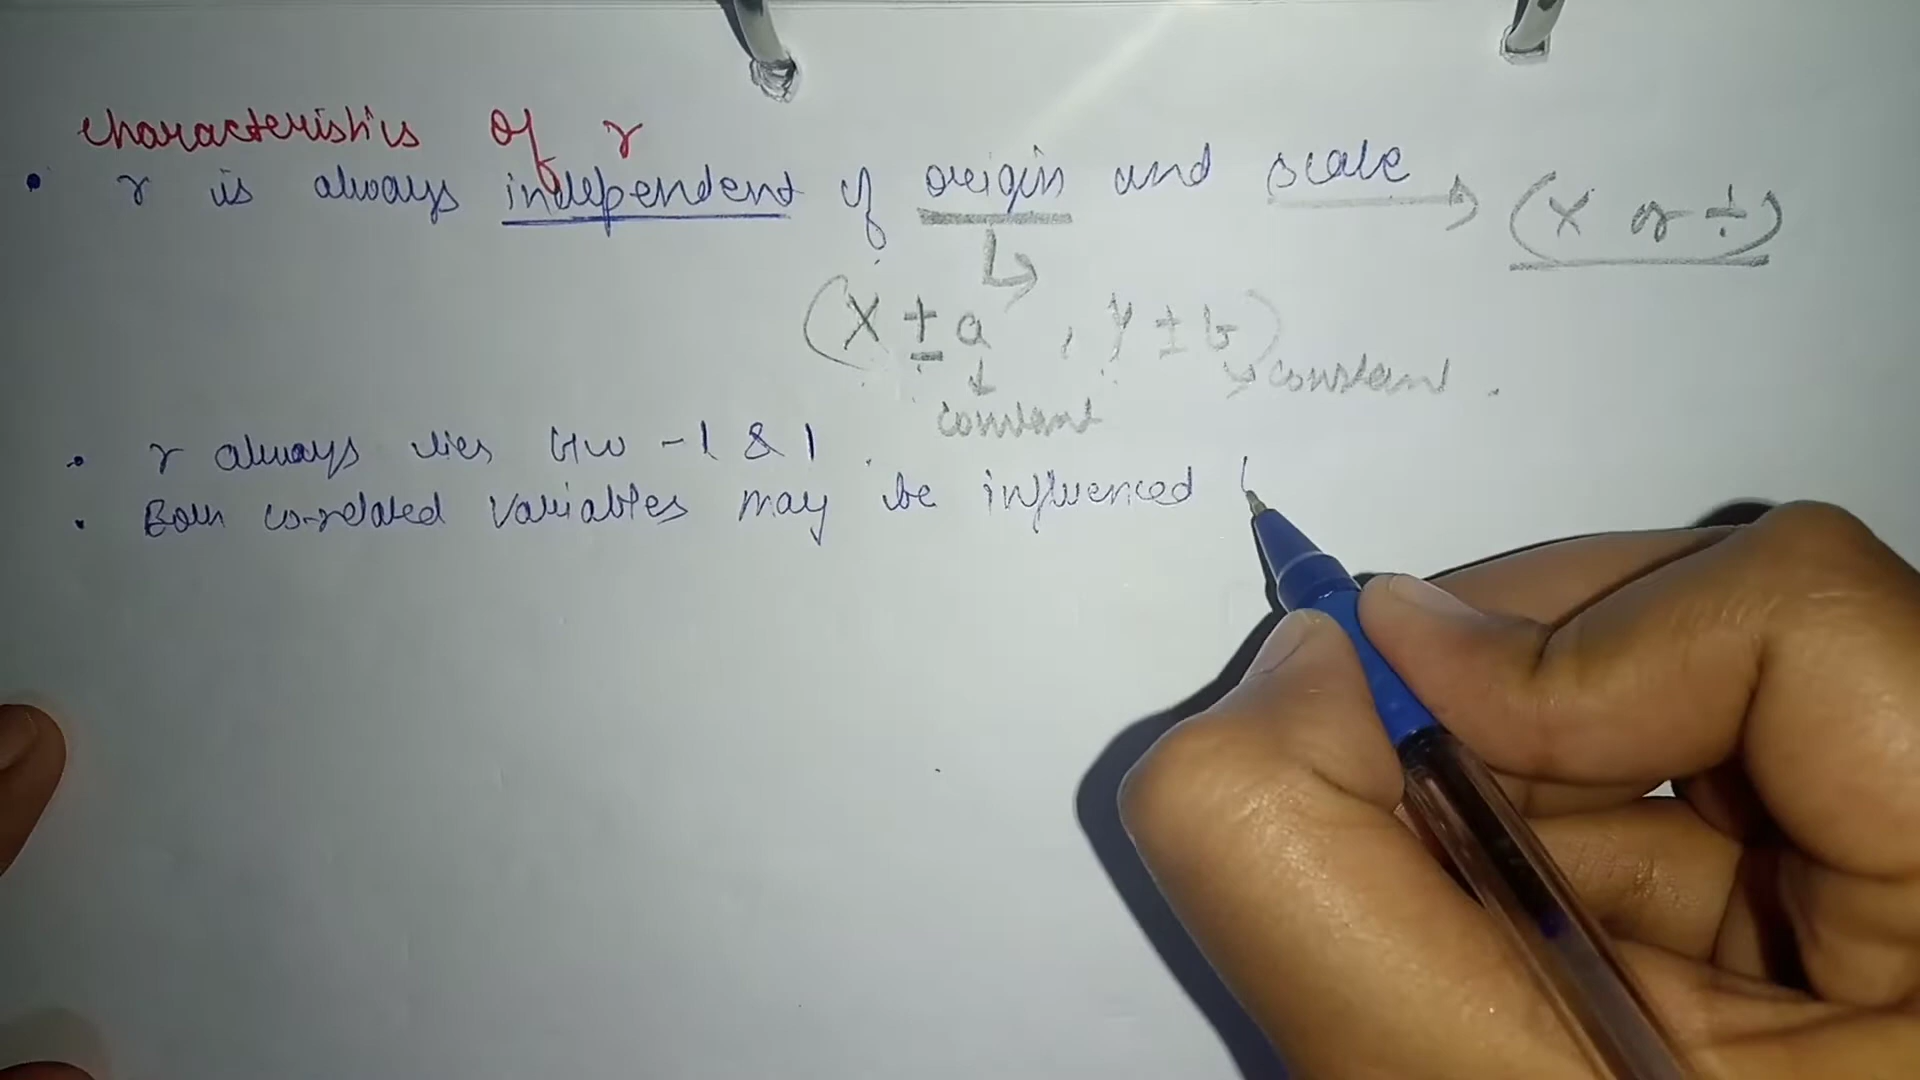 characteristics of r
• r is always independent of origin and scale → (X or ÷)
(X ± a , Y ± b)
constant
constant .
• r always lies btw -1 & 1 .
• Both co-related variables may be influenced